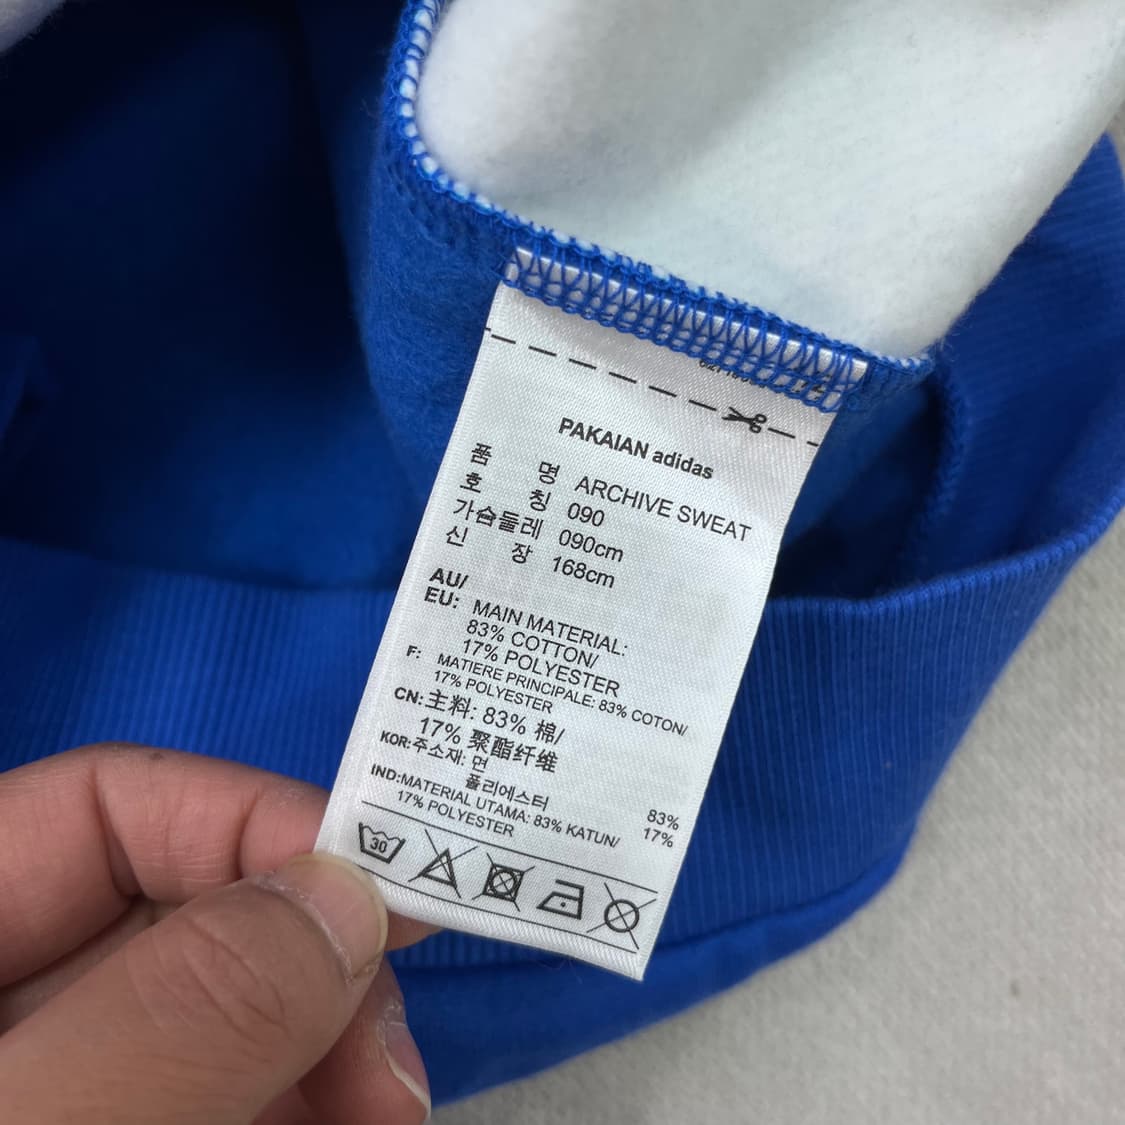 PAKAIAN adidas
품 명 ARCHIVE SWEAT
호 칭 090
가슴둘레 090cm
신 장 168cm
AU/
EU: MAIN MATERIAL:
83% COTTON/
17% POLYESTER
F: MATIERE PRINCIPALE: 83% COTON/
17% POLYESTER
CN: 主料: 83% 棉/
17% 聚酯纤维
KOR: 주소재: 면 83%
폴리에스터 17%
IND: MATERIAL UTAMA: 83% KATUN/
17% POLYESTER
30